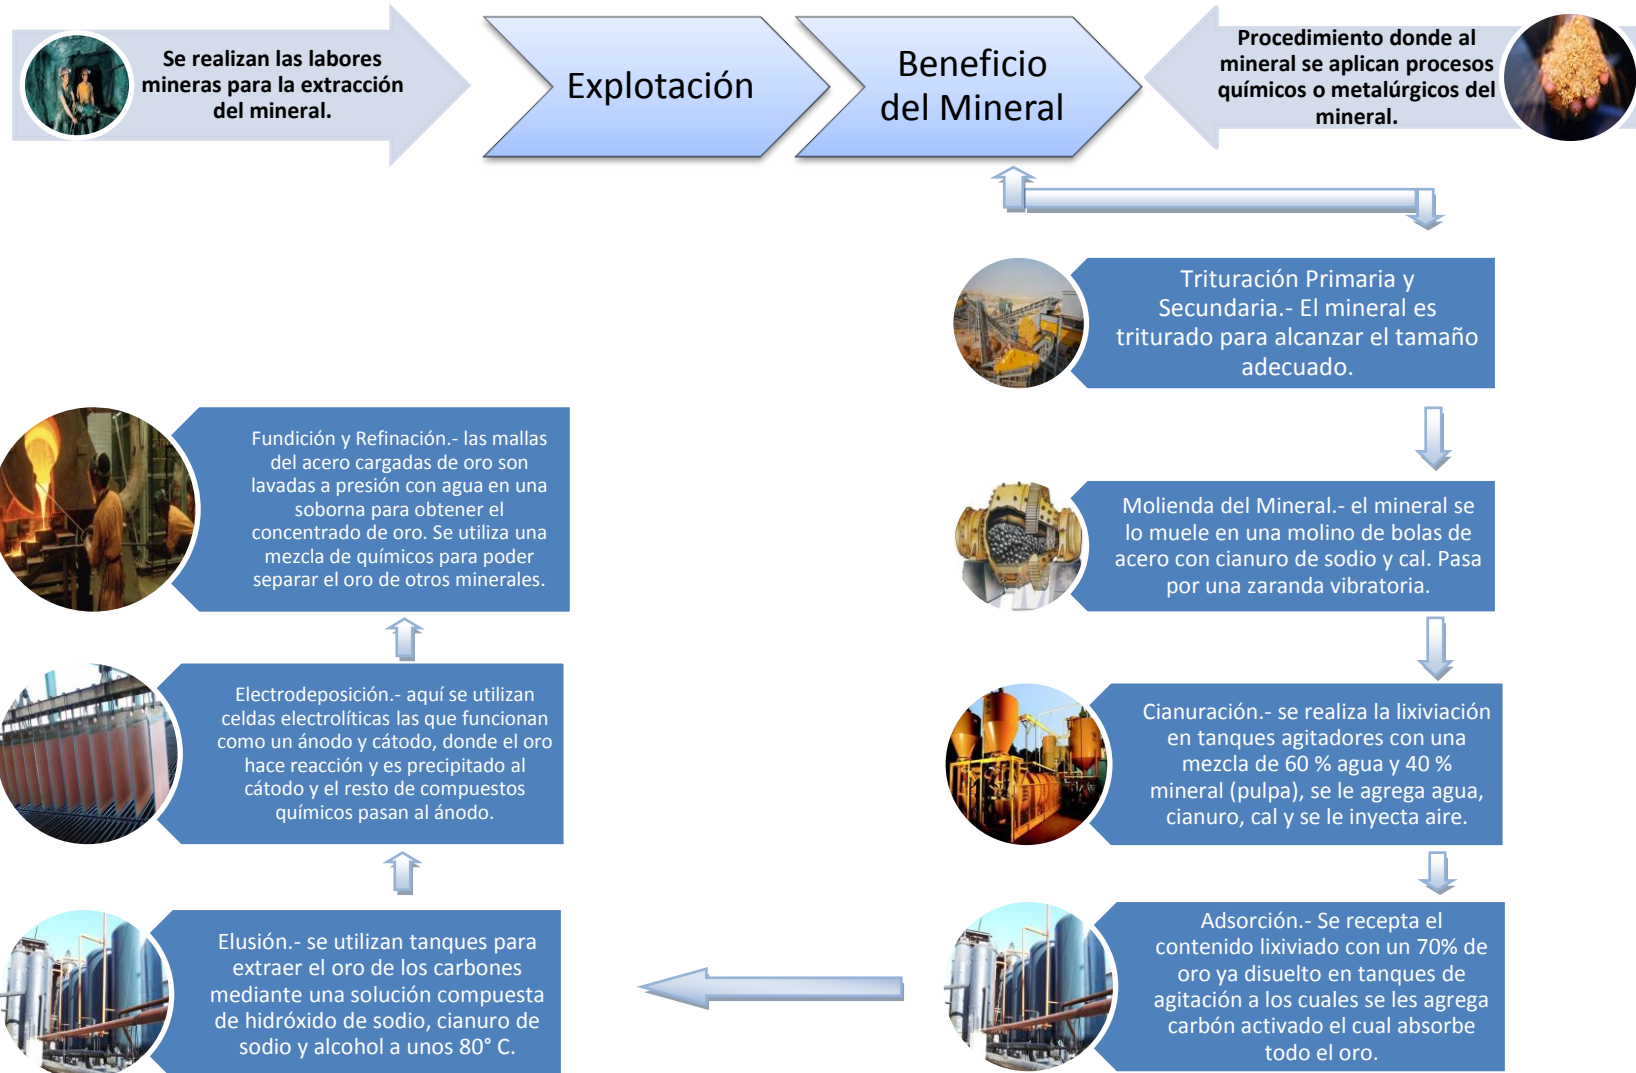 Se realizan las labores
mineras para la extracción
del mineral.
Explotación
Beneficio
del Mineral
Procedimiento donde al
mineral se aplican procesos
químicos o metalúrgicos del
mineral.
Trituración Primaria y
Secundaria.- El mineral es
triturado para alcanzar el tamaño
adecuado.
Molienda del Mineral.- el mineral se
lo muele en una molino de bolas de
acero con cianuro de sodio y cal. Pasa
por una zaranda vibratoria.
Cianuración.- se realiza la lixiviación
en tanques agitadores con una
mezcla de 60 % agua y 40 %
mineral (pulpa), se le agrega agua,
cianuro, cal y se le inyecta aire.
Adsorción.- Se recepta el
contenido lixiviado con un 70% de
oro ya disuelto en tanques de
agitación a los cuales se les agrega
carbón activado el cual absorbe
todo el oro.
Elusión.- se utilizan tanques para
extraer el oro de los carbones
mediante una solución compuesta
de hidróxido de sodio, cianuro de
sodio y alcohol a unos 80° C.
Electrodeposición.- aquí se utilizan
celdas electrolíticas las que funcionan
como un ánodo y cátodo, donde el oro
hace reacción y es precipitado al
cátodo y el resto de compuestos
químicos pasan al ánodo.
Fundición y Refinación.- las mallas
del acero cargadas de oro son
lavadas a presión con agua en una
soborna para obtener el
concentrado de oro. Se utiliza una
mezcla de químicos para poder
separar el oro de otros minerales.